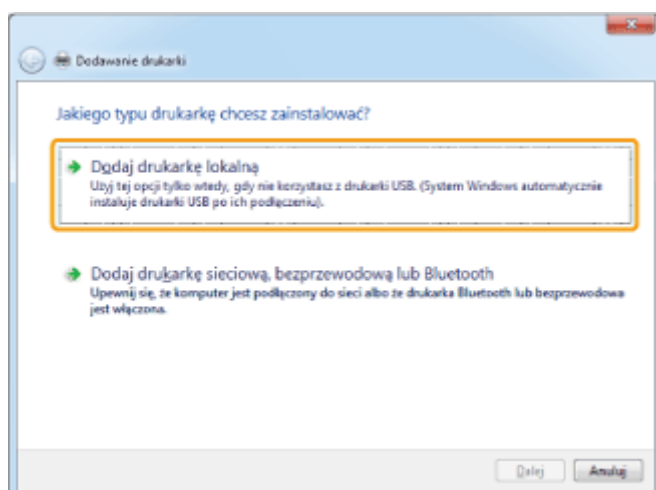 Dodawanie drukarki
Jakiego typu drukarkę chcesz zainstalować?
Dodaj drukarkę lokalną
Użyj tej opcji tylko wtedy, gdy nie korzystasz z drukarki USB. (System Windows automatycznie
instaluje drukarki USB po ich podłączeniu).
Dodaj drukarkę sieciową, bezprzewodową lub Bluetooth
Upewnij się, że komputer jest podłączony do sieci albo że drukarka Bluetooth lub bezprzewodowa
jest włączona.
Dalej
Anuluj